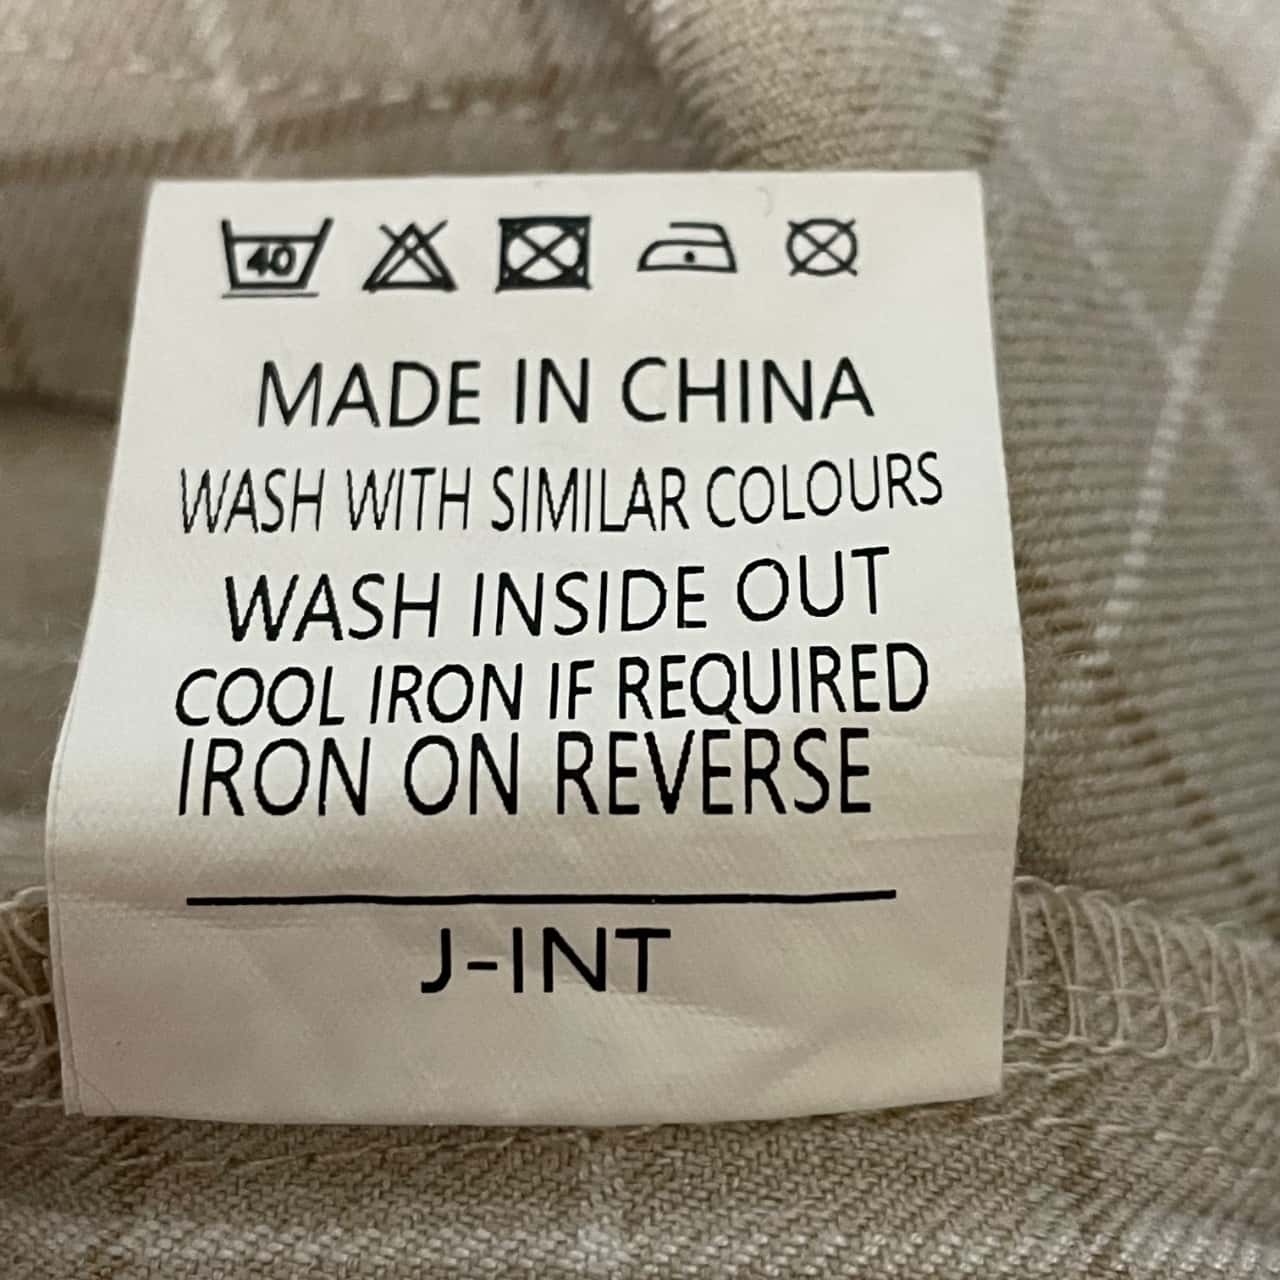 40
MADE IN CHINA
WASH WITH SIMILAR COLOURS
WASH INSIDE OUT
COOL IRON IF REQUIRED
IRON ON REVERSE
J-INT